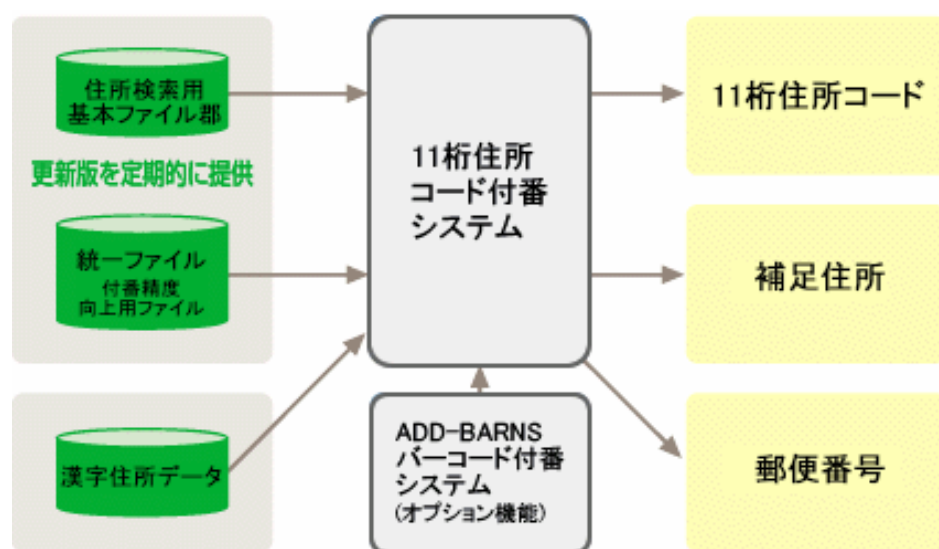 住所検索用
基本ファイル郡
更新版を定期的に提供
統一ファイル
付番精度
向上用ファイル
漢字住所データ
11桁住所
コード付番
システム
ADD-BARNS
バーコード付番
システム
(オプション機能)
11桁住所コード
補足住所
郵便番号